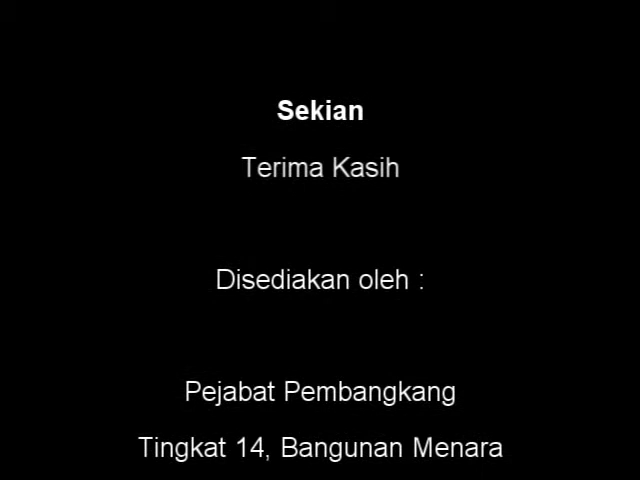 Sekian
Terima Kasih
Disediakan oleh :
Pejabat Pembangkang
Tingkat 14, Bangunan Menara